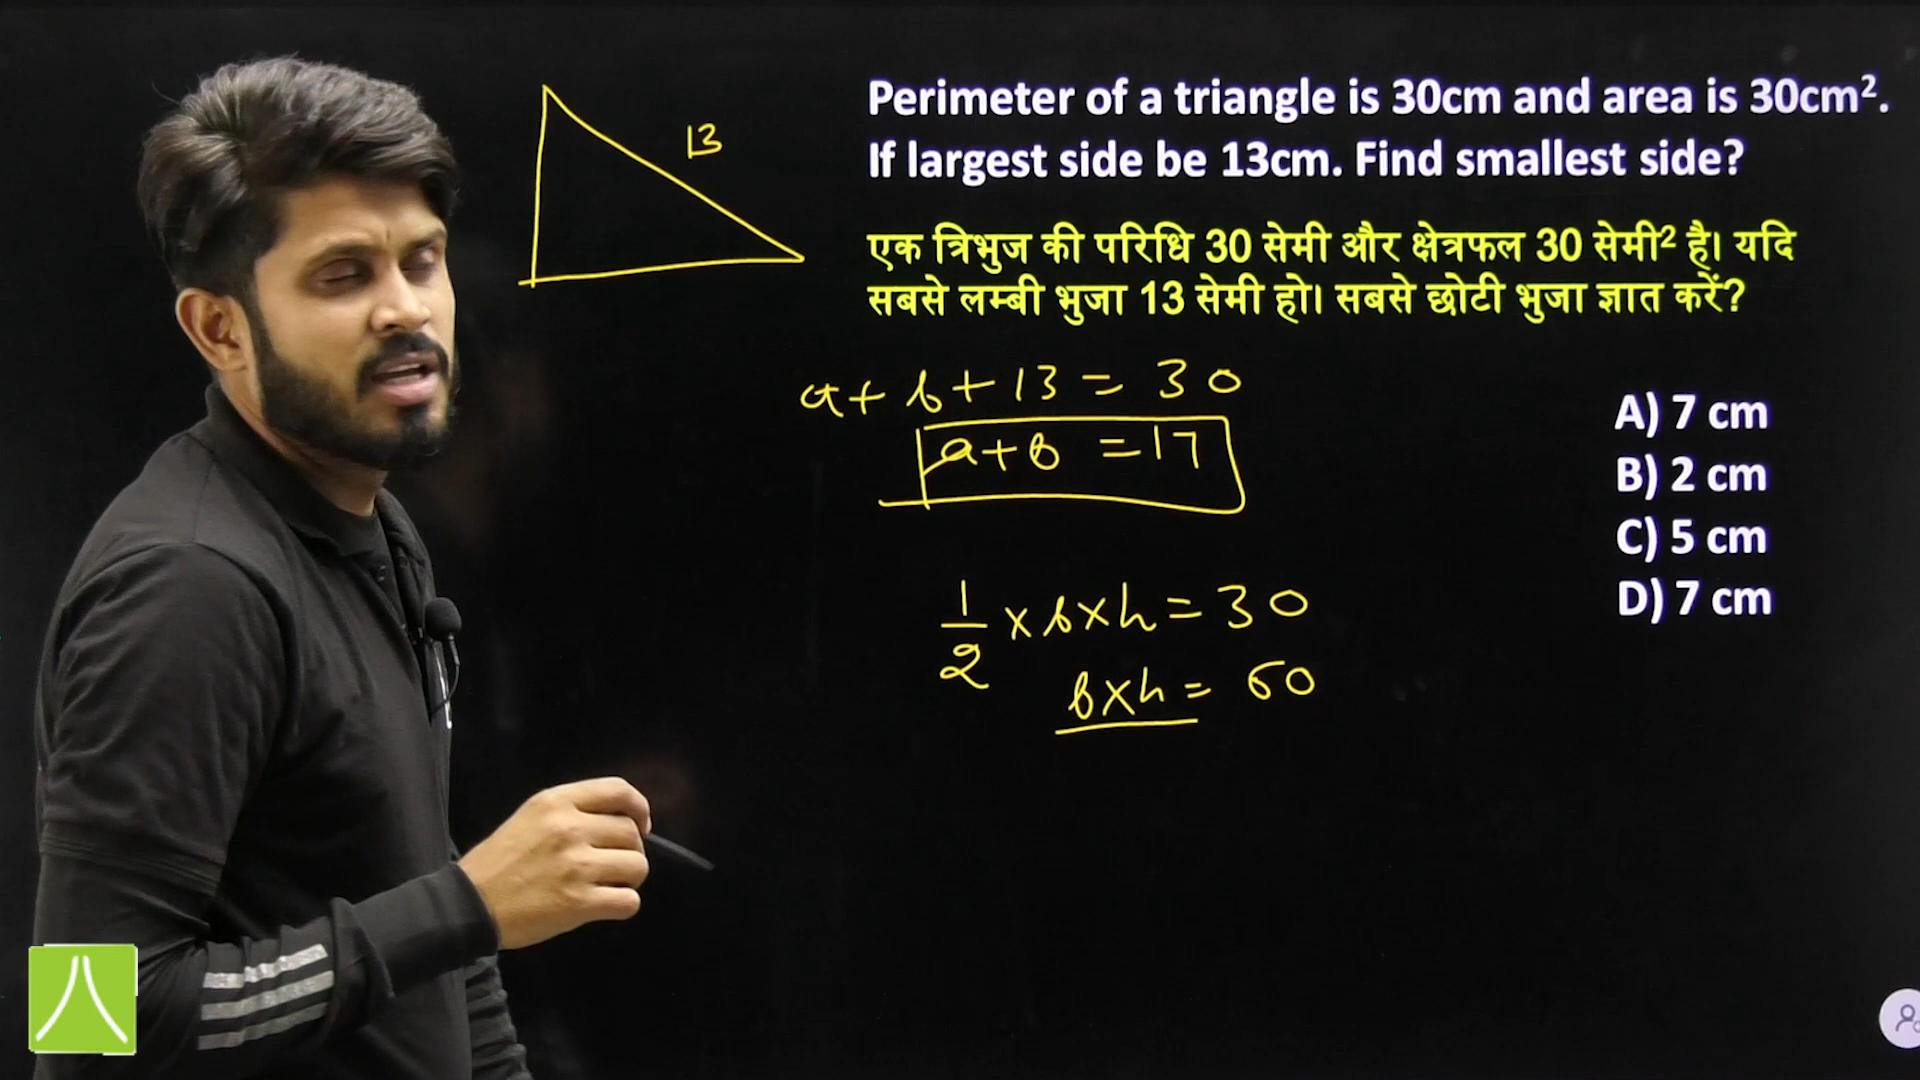 Perimeter of a triangle is 30cm and area is 30cm².
If largest side be 13cm. Find smallest side?
एक त्रिभुज की परिधि 30 सेमी और क्षेत्रफल 30 सेमी² है। यदि
सबसे लम्बी भुजा 13 सेमी हो। सबसे छोटी भुजा ज्ञात करें?
13
a + b + 13 = 30
a + b = 17
1/2 × b × h = 30
b × h = 60
A) 7 cm
B) 2 cm
C) 5 cm
D) 7 cm